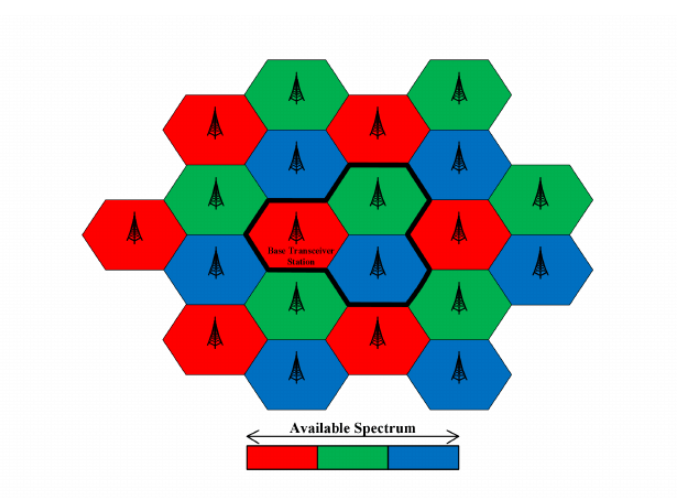 Base Transceiver
Station
Available Spectrum